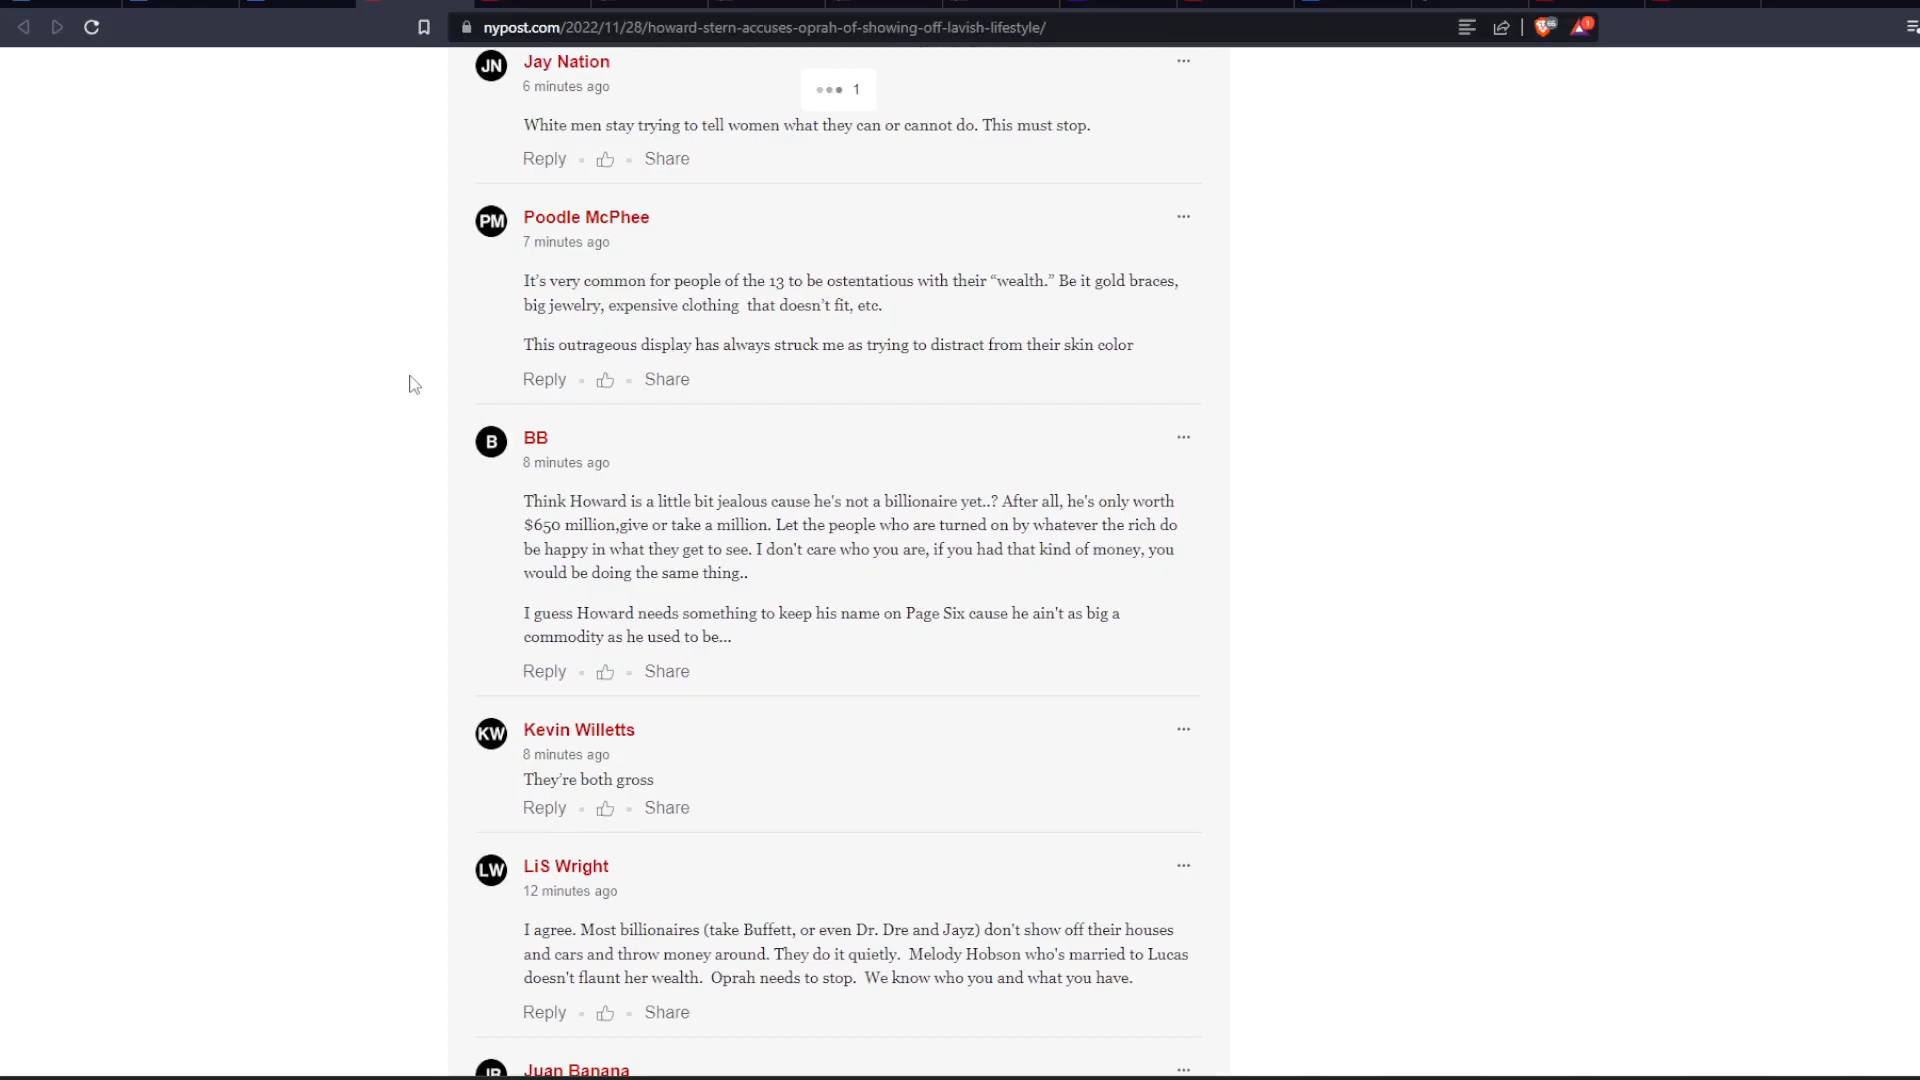 nypost.com/2022/11/28/howard-stern-accuses-oprah-of-showing-off-lavish-lifestyle/
66
1
JN
Jay Nation
6 minutes ago
1
White men stay trying to tell women what they can or cannot do. This must stop.
Reply
Share
PM
Poodle McPhee
7 minutes ago
It's very common for people of the 13 to be ostentatious with their “wealth.” Be it gold braces,
big jewelry, expensive clothing  that doesn't fit, etc.
This outrageous display has always struck me as trying to distract from their skin color
Reply
Share
B
BB
8 minutes ago
Think Howard is a little bit jealous cause he's not a billionaire yet..? After all, he's only worth
$650 million,give or take a million. Let the people who are turned on by whatever the rich do
be happy in what they get to see. I don't care who you are, if you had that kind of money, you
would be doing the same thing..
I guess Howard needs something to keep his name on Page Six cause he ain't as big a
commodity as he used to be...
Reply
Share
KW
Kevin Willetts
8 minutes ago
They're both gross
Reply
Share
LW
LiS Wright
12 minutes ago
I agree. Most billionaires (take Buffett, or even Dr. Dre and Jayz) don't show off their houses
and cars and throw money around. They do it quietly.  Melody Hobson who's married to Lucas
doesn't flaunt her wealth.  Oprah needs to stop.  We know who you and what you have.
Reply
Share
JB
Juan Banana